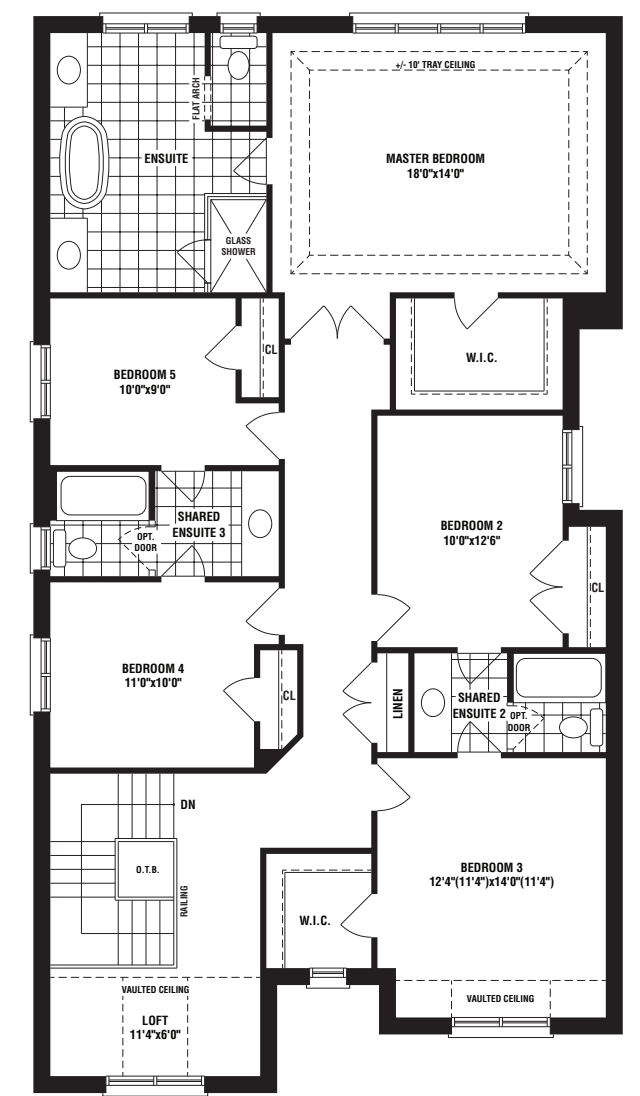 +/- 10' TRAY CEILING
FLAT ARCH
ENSUITE
MASTER BEDROOM
18'0"x14'0"
GLASS
SHOWER
CL
W.I.C.
BEDROOM 5
10'0"x9'0"
SHARED
ENSUITE 3
OPT.
DOOR
BEDROOM 2
10'0"x12'6"
CL
BEDROOM 4
11'0"x10'0"
CL
LINEN
SHARED
ENSUITE 2
OPT.
DOOR
DN
O.T.B.
RAILING
BEDROOM 3
12'4"(11'4")x14'0"(11'4")
W.I.C.
VAULTED CEILING
VAULTED CEILING
LOFT
11'4"x6'0"